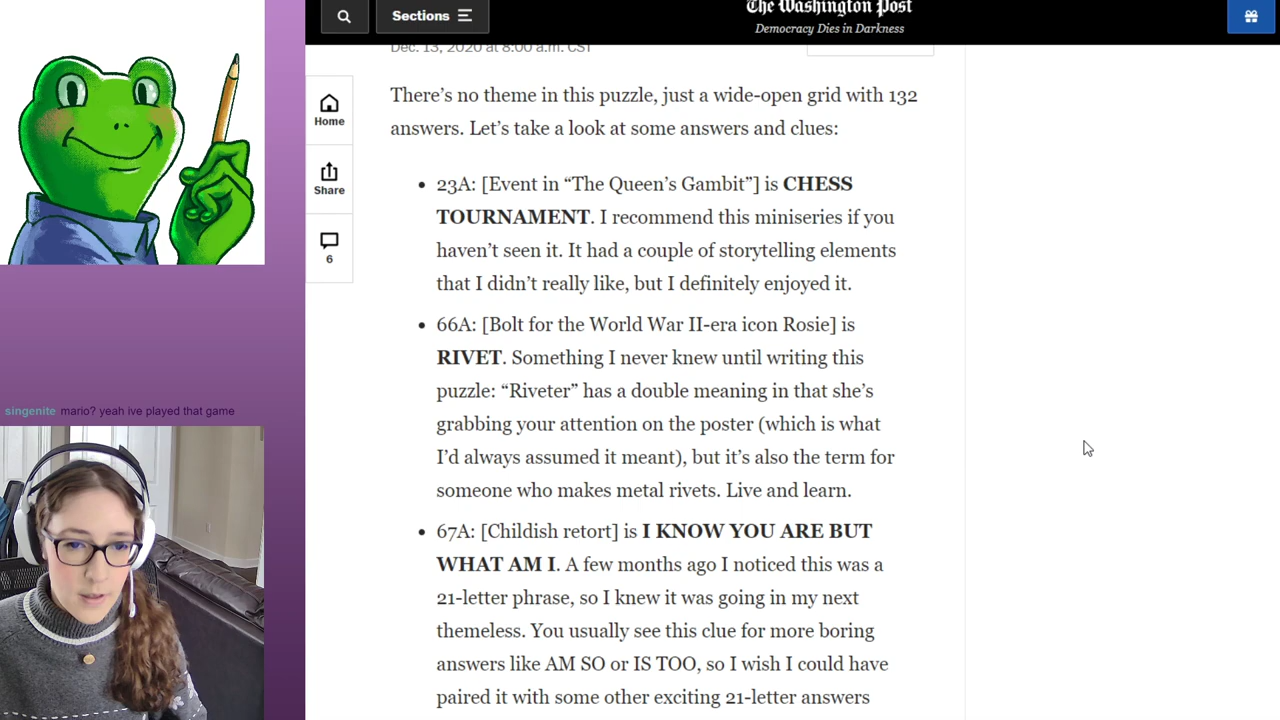 Sections
The Washington Post
Democracy Dies in Darkness
Dec. 13, 2020 at 8:00 a.m. CST
Home
Share
6
There’s no theme in this puzzle, just a wide-open grid with 132
answers. Let’s take a look at some answers and clues:
• 23A: [Event in “The Queen’s Gambit”] is CHESS
TOURNAMENT. I recommend this miniseries if you
haven’t seen it. It had a couple of storytelling elements
that I didn’t really like, but I definitely enjoyed it.
• 66A: [Bolt for the World War II-era icon Rosie] is
RIVET. Something I never knew until writing this
puzzle: “Riveter” has a double meaning in that she’s
grabbing your attention on the poster (which is what
I’d always assumed it meant), but it’s also the term for
someone who makes metal rivets. Live and learn.
• 67A: [Childish retort] is I KNOW YOU ARE BUT
WHAT AM I. A few months ago I noticed this was a
21-letter phrase, so I knew it was going in my next
themeless. You usually see this clue for more boring
answers like AM SO or IS TOO, so I wish I could have
paired it with some other exciting 21-letter answers
singenite mario? yeah ive played that game